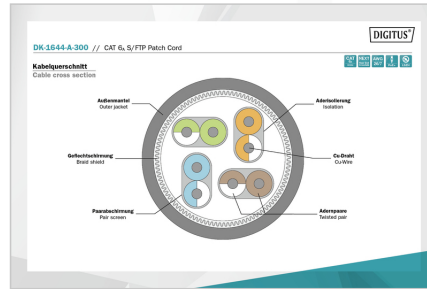 DIGITUS®
DK-1644-A-300 // CAT 6A S/FTP Patch Cord
Kabelquerschnitt
Cable cross section
Außenmantel
Outer jacket
Aderisolierung
Isolation
Geflechtschirmung
Braid shield
Cu-Draht
Cu-Wire
Paarabschirmung
Pair screen
Adernpaare
Twisted pair